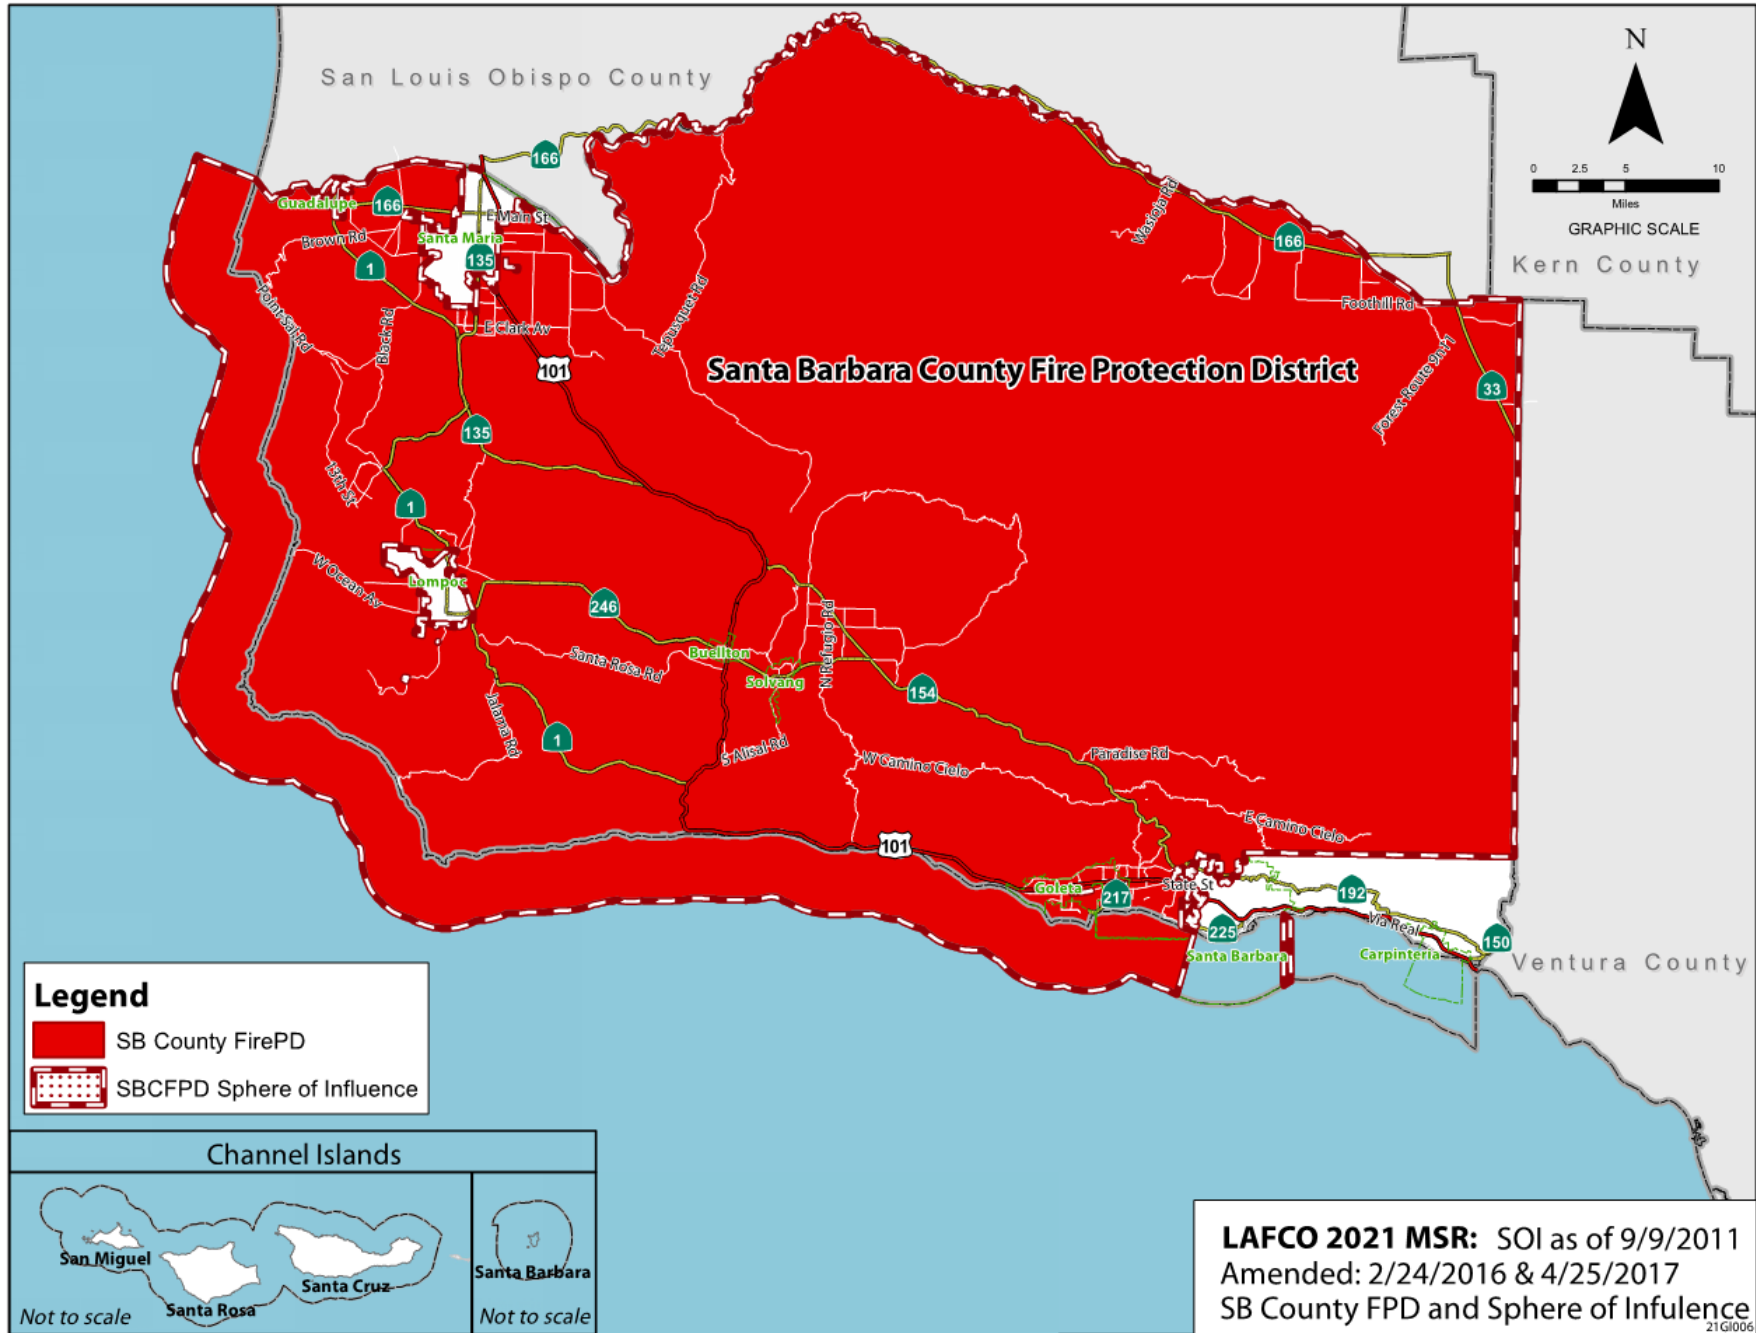 San Louis Obispo County
N
0 2.5 5 10
Miles
GRAPHIC SCALE
Kern County
166
Guadalupe
166
E Main St
Santa Maria
Brown Rd
135
1
Wasioja Rd
166
Point Sal Rd
Black Rd
E Clark Av
Tepusquet Rd
Foothill Rd
101
Santa Barbara County Fire Protection District
Forest Route 9n11
33
135
13th St
1
W Ocean Av
Lompoc
246
Buellton
Santa Rosa Rd
Solvang
N Refugio Rd
154
Jalama Rd
1
S Alisal Rd
W Camino Cielo
Paradise Rd
E Camino Cielo
101
Goleta
217
State St
192
Via Real
225
150
Santa Barbara
Carpinteria
Ventura County
Legend
SB County FirePD
SBCFPD Sphere of Influence
Channel Islands
San Miguel
Santa Rosa
Santa Cruz
Santa Barbara
Not to scale
Not to scale
LAFCO 2021 MSR: SOI as of 9/9/2011
Amended: 2/24/2016 & 4/25/2017
SB County FPD and Sphere of Infulence
21GI006